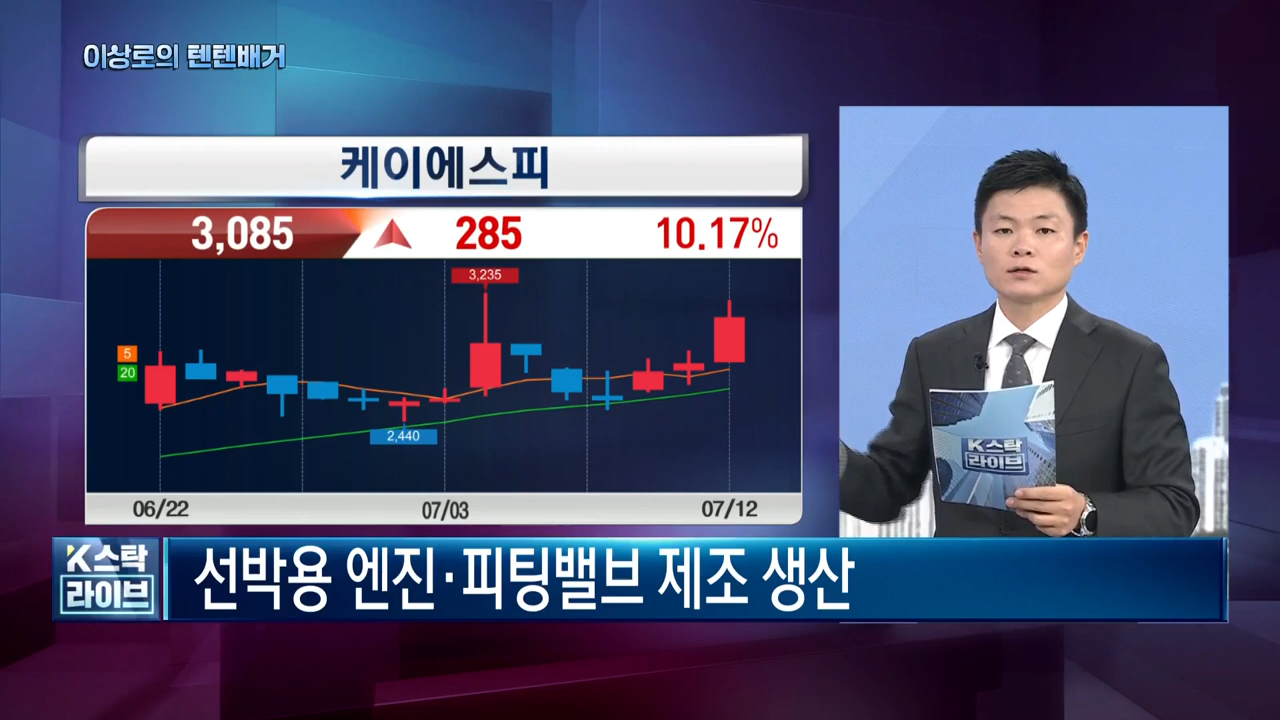 이상로의 텐텐배거
케이에스피
3,085 ▲ 285 10.17%
3,235
5
20
2,440
06/22 07/03 07/12
K스탁
라이브
K스탁
라이브
선박용 엔진·피팅밸브 제조 생산